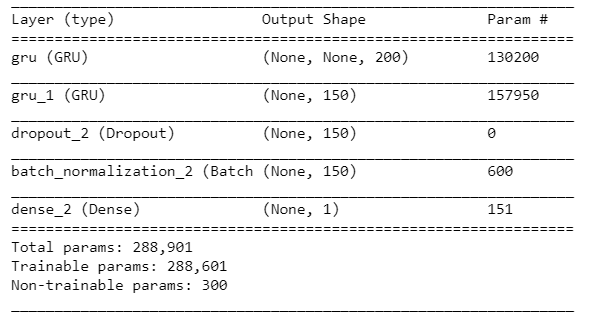 Layer (type) Output Shape Param #
gru (GRU) (None, None, 200) 130200
gru_1 (GRU) (None, 150) 157950
dropout_2 (Dropout) (None, 150) 0
batch_normalization_2 (Batch (None, 150) 600
dense_2 (Dense) (None, 1) 151
Total params: 288,901
Trainable params: 288,601
Non-trainable params: 300